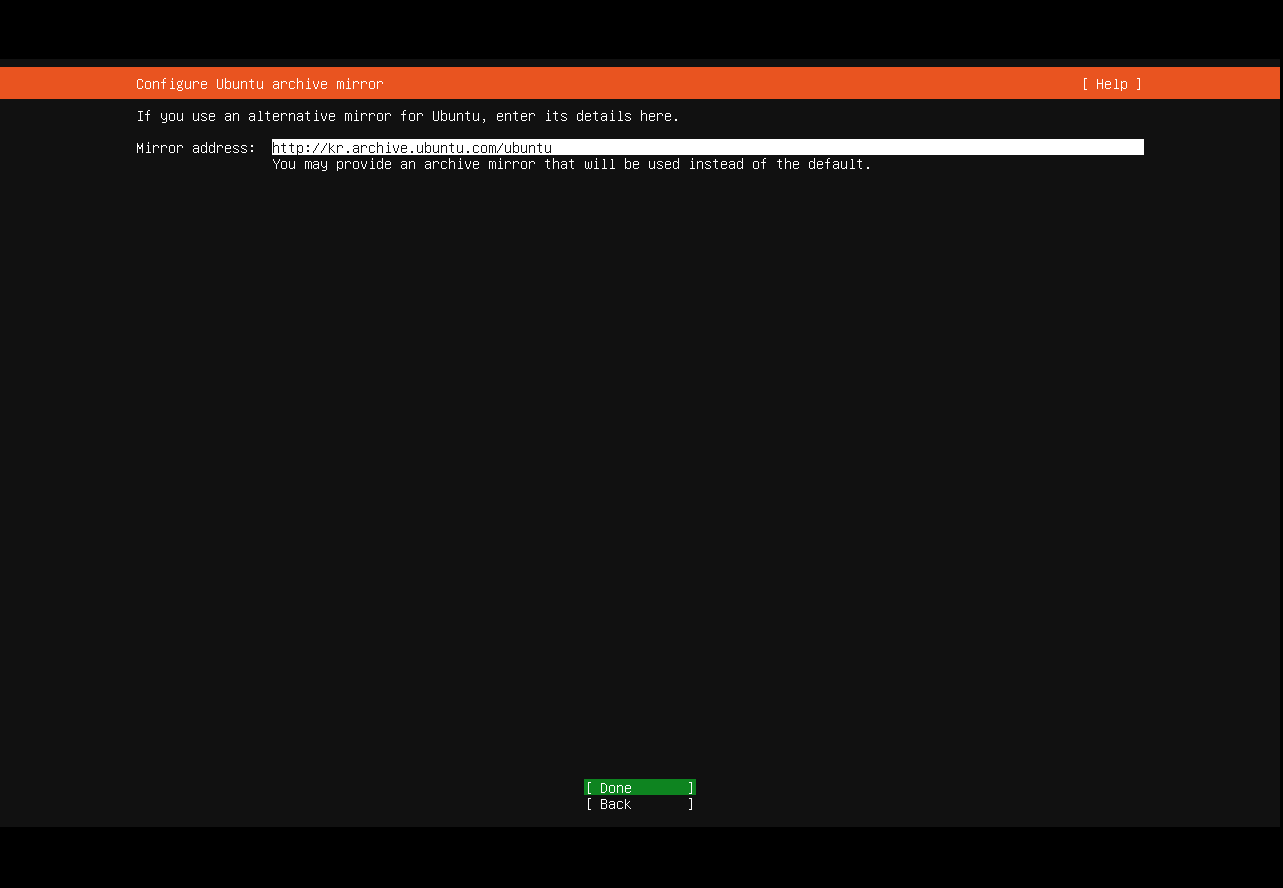 Configure Ubuntu archive mirror [ Help ]
If you use an alternative mirror for Ubuntu, enter its details here.
Mirror address: http://kr.archive.ubuntu.com/ubuntu
You may provide an archive mirror that will be used instead of the default.
[ Done ]
[ Back ]